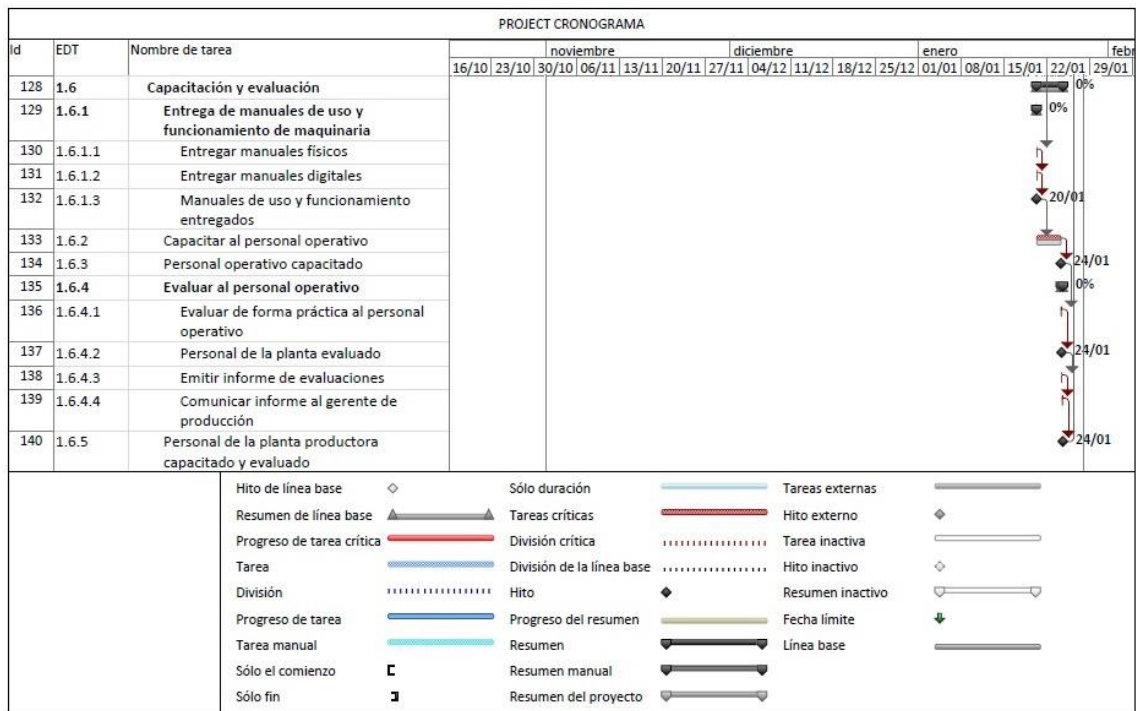 PROJECT CRONOGRAMA
Id EDT Nombre de tarea noviembre diciembre enero febr
16/10 23/10 30/10 06/11 13/11 20/11 27/11 04/12 11/12 18/12 25/12 01/01 08/01 15/01 22/01 29/01
128 1.6 Capacitación y evaluación 0%
129 1.6.1 Entrega de manuales de uso y 0%
funcionamiento de maquinaria
130 1.6.1.1 Entregar manuales físicos
131 1.6.1.2 Entregar manuales digitales
132 1.6.1.3 Manuales de uso y funcionamiento 20/01
entregados
133 1.6.2 Capacitar al personal operativo
134 1.6.3 Personal operativo capacitado 24/01
135 1.6.4 Evaluar al personal operativo 0%
136 1.6.4.1 Evaluar de forma práctica al personal
operativo
137 1.6.4.2 Personal de la planta evaluado 24/01
138 1.6.4.3 Emitir informe de evaluaciones
139 1.6.4.4 Comunicar informe al gerente de
producción
140 1.6.5 Personal de la planta productora 24/01
capacitado y evaluado
Hito de línea base Sólo duración Tareas externas
Resumen de línea base Tareas críticas Hito externo
Progreso de tarea crítica División crítica Tarea inactiva
Tarea División de la línea base Hito inactivo
División Hito Resumen inactivo
Progreso de tarea Progreso del resumen Fecha límite
Tarea manual Resumen Línea base
Sólo el comienzo Resumen manual
Sólo fin Resumen del proyecto